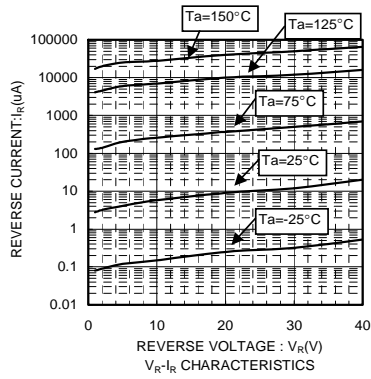 Ta=150°C
Ta=125°C
100000
10000
1000
100
10
1
0.1
0.01
REVERSE CURRENT:IR(uA)
Ta=75°C
Ta=25°C
Ta=-25°C
0 10 20 30 40
REVERSE VOLTAGE : VR(V)
VR-IR CHARACTERISTICS